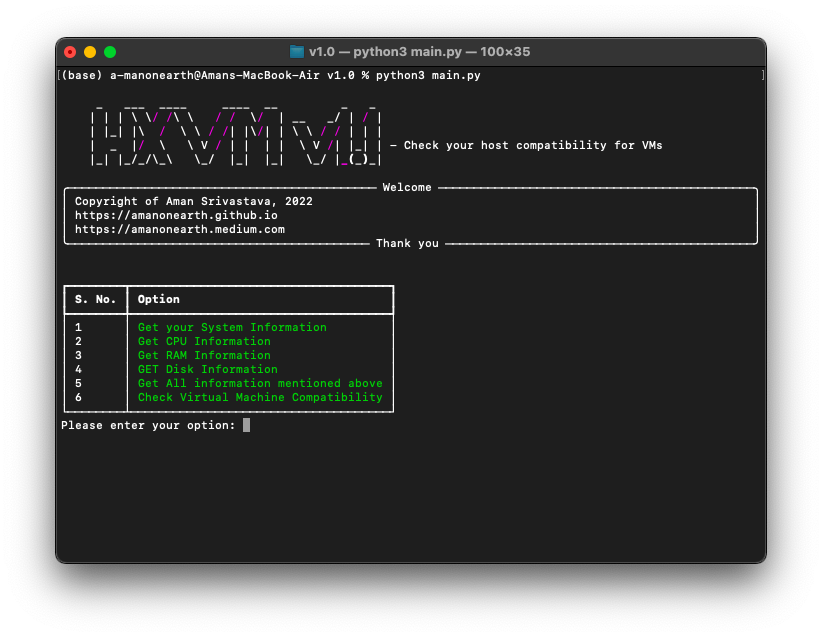 v1.0 — python3 main.py — 100×35
(base) a-manonearth@Amans-MacBook-Air v1.0 % python3 main.py
- Check your host compatibility for VMs
Welcome
Copyright of Aman Srivastava, 2022
https://amanonearth.github.io
https://amanonearth.medium.com
Thank you
S. No. Option
1 Get your System Information
2 Get CPU Information
3 Get RAM Information
4 GET Disk Information
5 Get All information mentioned above
6 Check Virtual Machine Compatibility
Please enter your option: